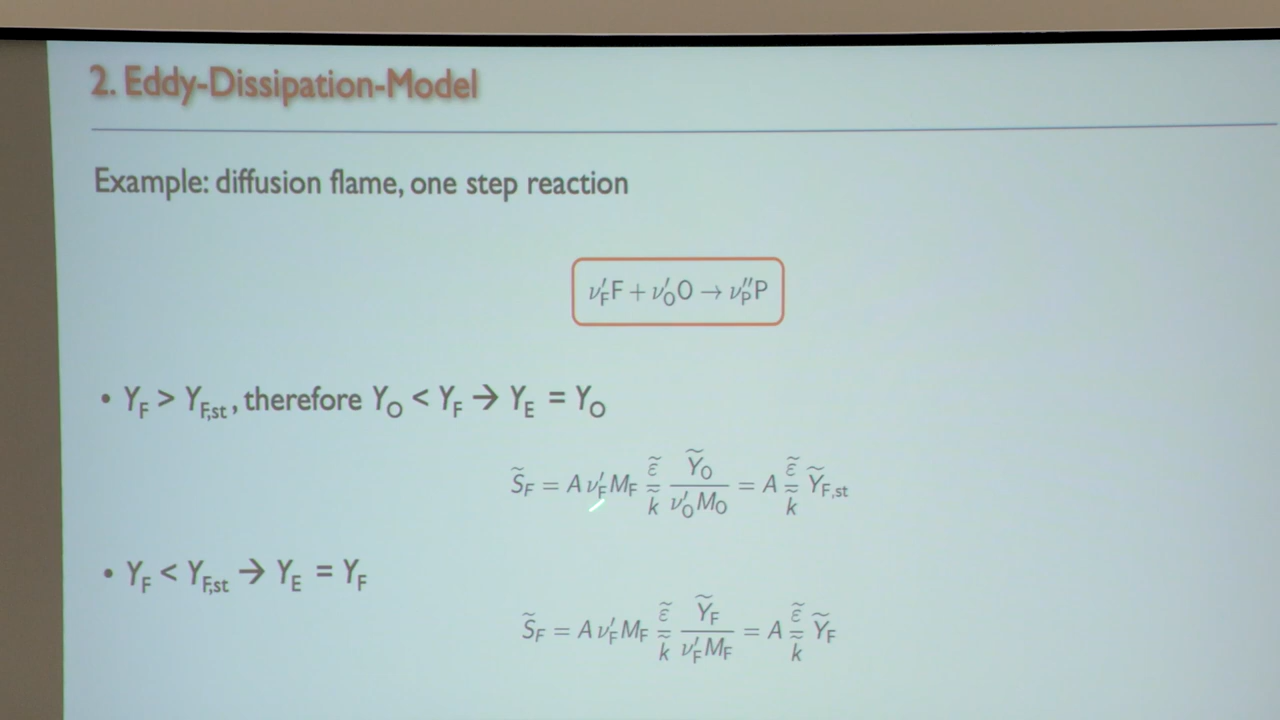 2. Eddy-Dissipation-Model
Example: diffusion flame, one step reaction
ν′_F F + ν′_O O → ν″_P P
• Y_F > Y_F,st, therefore Y_O < Y_F → Y_E = Y_O
S̃_F = A ν′_F M_F ε̃/k̃ Ỹ_O/(ν′_O M_O) = A ε̃/k̃ Ỹ_F,st
• Y_F < Y_F,st → Y_E = Y_F
S̃_F = A ν′_F M_F ε̃/k̃ Ỹ_F/(ν′_F M_F) = A ε̃/k̃ Ỹ_F